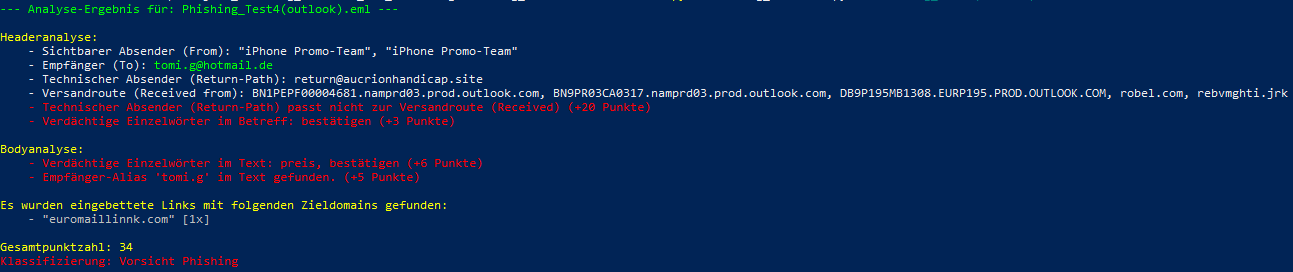 --- Analyse-Ergebnis für: Phishing_Test4(outlook).eml ---
Headeranalyse:
- Sichtbarer Absender (From): "iPhone Promo-Team", "iPhone Promo-Team"
- Empfänger (To): tomi.g@hotmail.de
- Technischer Absender (Return-Path): return@aucrionhandicap.site
- Versandroute (Received from): BN1PEPF00004681.namprd03.prod.outlook.com, BN9PR03CA0317.namprd03.prod.outlook.com, DB9P195MB1308.EURP195.PROD.OUTLOOK.COM, robel.com, rebvmghti.jrk
- Technischer Absender (Return-Path) passt nicht zur Versandroute (Received) (+20 Punkte)
- Verdächtige Einzelwörter im Betreff: bestätigen (+3 Punkte)
Bodyanalyse:
- Verdächtige Einzelwörter im Text: preis, bestätigen (+6 Punkte)
- Empfänger-Alias 'tomi.g' im Text gefunden. (+5 Punkte)
Es wurden eingebettete Links mit folgenden Zieldomains gefunden:
- "euromaillinnk.com" [1x]
Gesamtpunktzahl: 34
Klassifizierung: Vorsicht Phishing